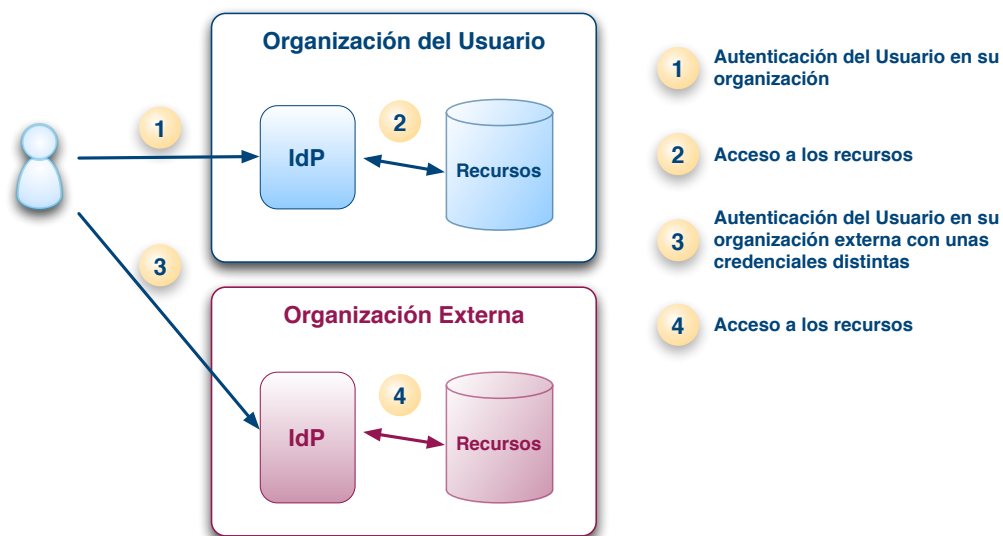 Organización del Usuario
1
IdP
2
Recursos
3
Organización Externa
IdP
4
Recursos
1
Autenticación del Usuario en su
organización
2
Acceso a los recursos
3
Autenticación del Usuario en su
organización externa con unas
credenciales distintas
4
Acceso a los recursos